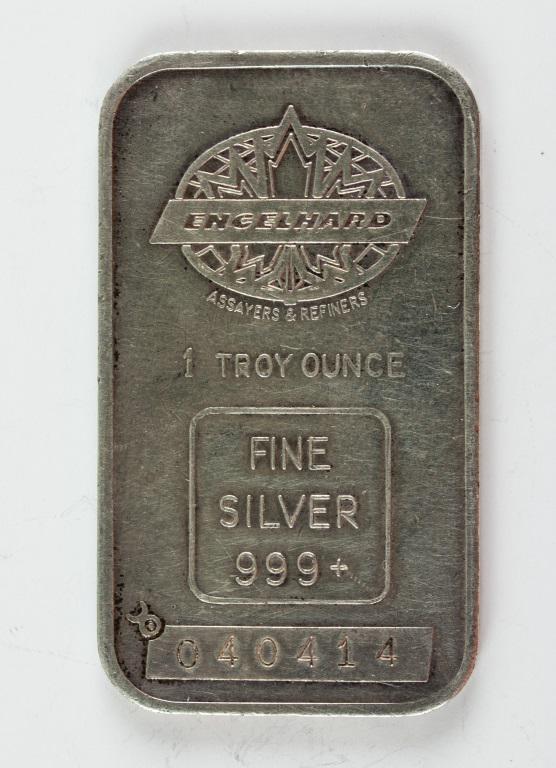 ENGELHARD
ASSAYERS & REFINERS
1 TROY OUNCE
FINE
SILVER
999+
040414